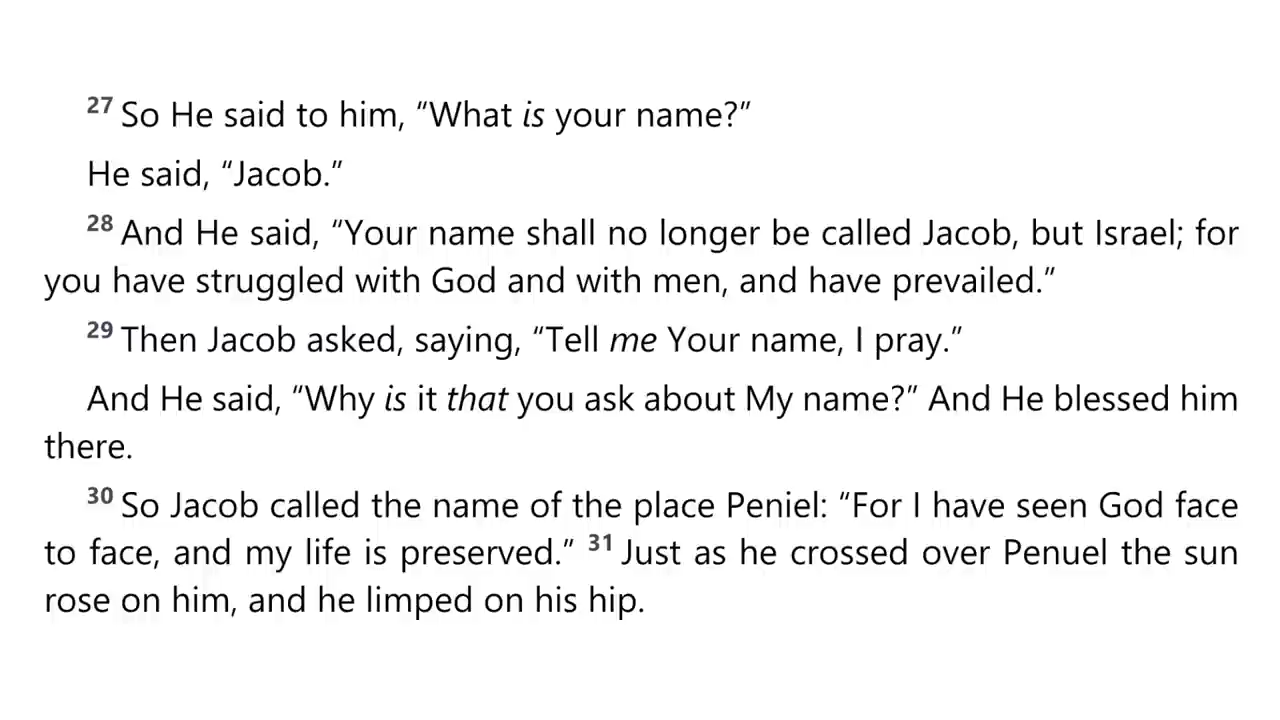 27 So He said to him, “What is your name?”
He said, “Jacob.”
28 And He said, “Your name shall no longer be called Jacob, but Israel; for
you have struggled with God and with men, and have prevailed.”
29 Then Jacob asked, saying, “Tell me Your name, I pray.”
And He said, “Why is it that you ask about My name?” And He blessed him
there.
30 So Jacob called the name of the place Peniel: “For I have seen God face
to face, and my life is preserved.” 31 Just as he crossed over Penuel the sun
rose on him, and he limped on his hip.